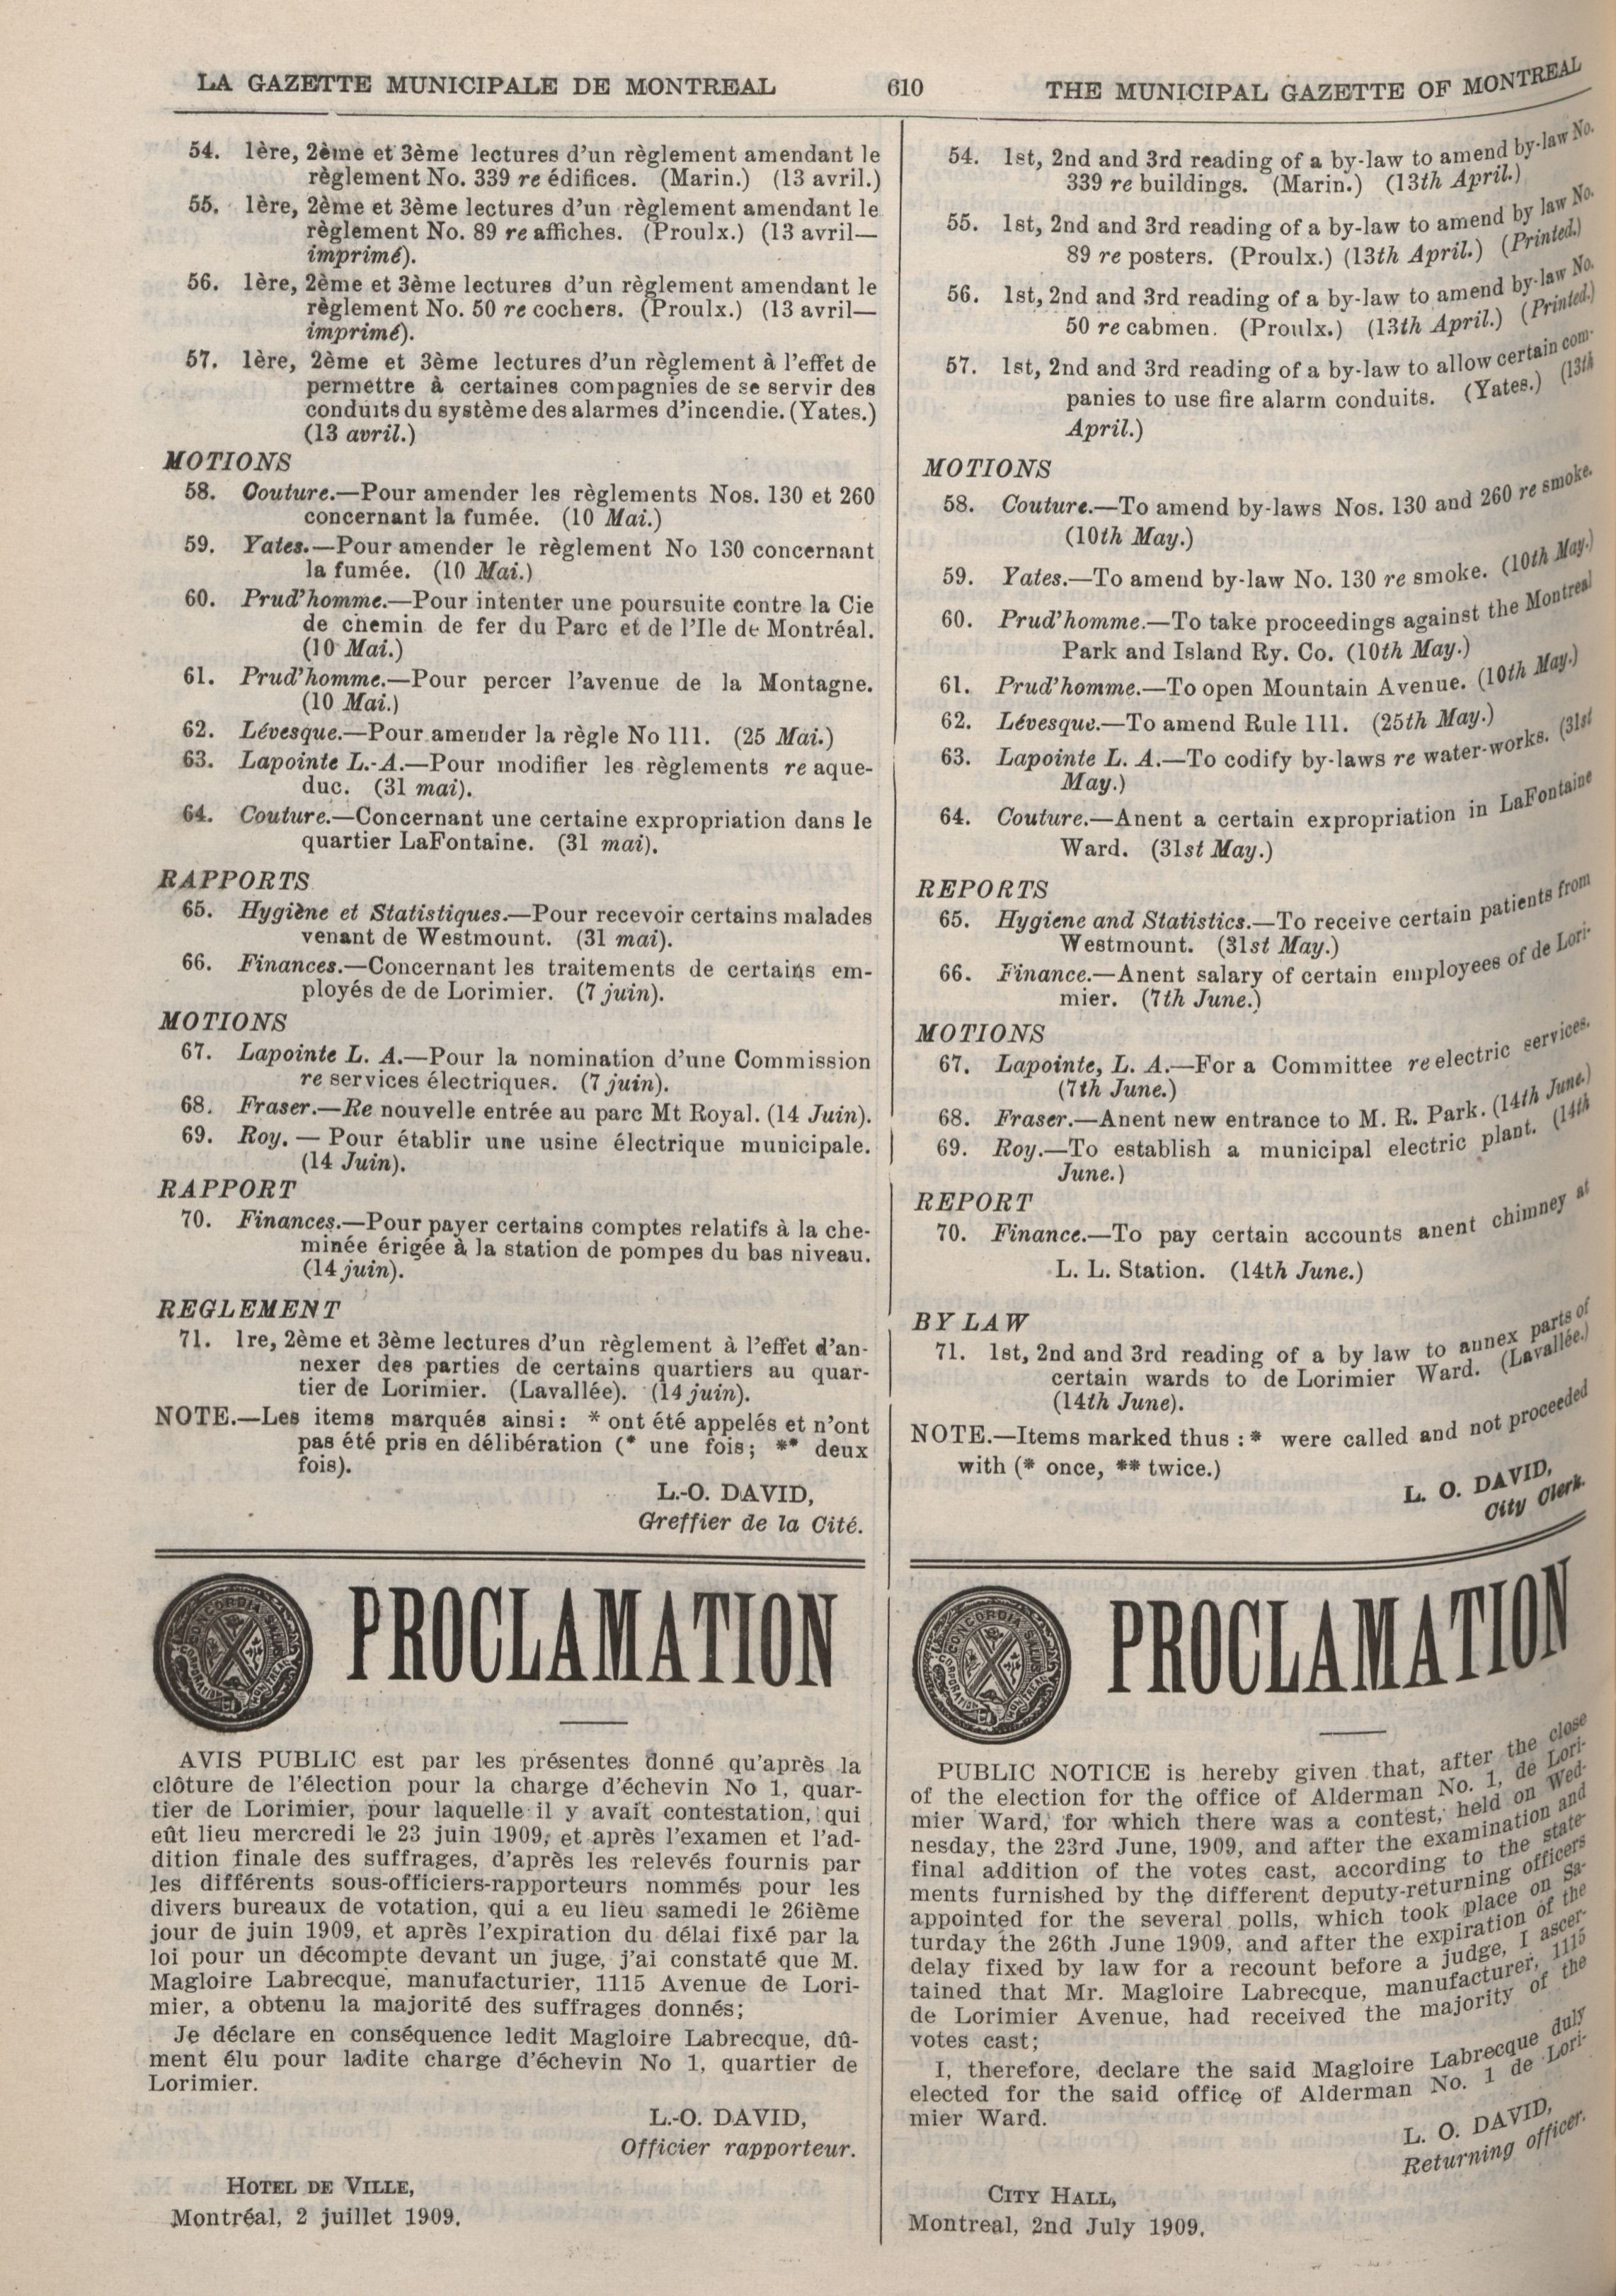 LA GAZETTE MUNICIPALE DE MONTREAL 610 THE MUNICIPAL GAZETTE OF MONTREAL
54. 1ère, 2ème et 3ème lectures d'un règlement amendant le
règlement No. 339 re édifices. (Marin.) (13 avril.)
55. 1ère, 2ème et 3ème lectures d'un règlement amendant le
règlement No. 89 re affiches. (Proulx.) (13 avril—
imprimé).
56. 1ère, 2ème et 3ème lectures d'un règlement amendant le
règlement No. 50 re cochers. (Proulx.) (13 avril—
imprimé).
57. 1ère, 2ème et 3ème lectures d'un règlement à l'effet de
permettre à certaines compagnies de se servir des
conduits du système des alarmes d'incendie. (Yates.)
(13 avril.)
MOTIONS
58. Couture.—Pour amender les règlements Nos. 130 et 260
concernant la fumée. (10 Mai.)
59. Yates.—Pour amender le règlement No 130 concernant
la fumée. (10 Mai.)
60. Prud'homme.—Pour intenter une poursuite contre la Cie
de chemin de fer du Parc et de l'Ile de Montréal.
(10 Mai.)
61. Prud'homme.—Pour percer l'avenue de la Montagne.
(10 Mai.)
62. Lévesque.—Pour amender la règle No 111. (25 Mai.)
63. Lapointe L.-A.—Pour modifier les règlements re aque-
duc. (31 mai).
64. Couture.—Concernant une certaine expropriation dans le
quartier LaFontaine. (31 mai).
RAPPORTS
65. Hygiène et Statistiques.—Pour recevoir certains malades
venant de Westmount. (31 mai).
66. Finances.—Concernant les traitements de certains em-
ployés de de Lorimier. (7 juin).
MOTIONS
67. Lapointe L. A.—Pour la nomination d'une Commission
re services électriques. (7 juin).
68. Fraser.—Re nouvelle entrée au parc Mt Royal. (14 Juin).
69. Roy. — Pour établir une usine électrique municipale.
(14 Juin).
RAPPORT
70. Finances.—Pour payer certains comptes relatifs à la che-
minée érigée à la station de pompes du bas niveau.
(14 juin).
REGLEMENT
71. 1re, 2ème et 3ème lectures d'un règlement à l'effet d'an-
nexer des parties de certains quartiers au quar-
tier de Lorimier. (Lavallée). (14 juin).
NOTE.—Les items marqués ainsi: * ont été appelés et n'ont
pas été pris en délibération (* une fois; ** deux
fois).
L.-O. DAVID,
Greffier de la Cité.
CONCORDIA SALUS
CORPORATION MONTREAL
PROCLAMATION
AVIS PUBLIC est par les présentes donné qu'après la
clôture de l'élection pour la charge d'échevin No 1, quar-
tier de Lorimier, pour laquelle il y avait contestation, qui
eût lieu mercredi le 23 juin 1909, et après l'examen et l'ad-
dition finale des suffrages, d'après les relevés fournis par
les différents sous-officiers-rapporteurs nommés pour les
divers bureaux de votation, qui a eu lieu samedi le 26ième
jour de juin 1909, et après l'expiration du délai fixé par la
loi pour un décompte devant un juge, j'ai constaté que M.
Magloire Labrecque, manufacturier, 1115 Avenue de Lori-
mier, a obtenu la majorité des suffrages donnés;
Je déclare en conséquence ledit Magloire Labrecque, dû-
ment élu pour ladite charge d'échevin No 1, quartier de
Lorimier.
L.-O. DAVID,
Officier rapporteur.
HOTEL DE VILLE,
Montréal, 2 juillet 1909.
54. 1st, 2nd and 3rd reading of a by-law to amend by-law No.
339 re buildings. (Marin.) (13th April.)
55. 1st, 2nd and 3rd reading of a by-law to amend by law No.
89 re posters. (Proulx.) (13th April.) (Printed.)
56. 1st, 2nd and 3rd reading of a by-law to amend by-law No.
50 re cabmen. (Proulx.) (13th April.) (Printed.)
57. 1st, 2nd and 3rd reading of a by-law to allow certain com-
panies to use fire alarm conduits. (Yates.) (13th
April.)
MOTIONS
58. Couture.—To amend by-laws Nos. 130 and 260 re smoke.
(10th May.)
59. Yates.—To amend by-law No. 130 re smoke. (10th May.)
60. Prud'homme.—To take proceedings against the Montreal
Park and Island Ry. Co. (10th May.)
61. Prud'homme.—To open Mountain Avenue. (10th May.)
62. Lévesque.—To amend Rule 111. (25th May.)
63. Lapointe L. A.—To codify by-laws re water-works. (31st
May.)
64. Couture.—Anent a certain expropriation in LaFontaine
Ward. (31st May.)
REPORTS
65. Hygiene and Statistics.—To receive certain patients from
Westmount. (31st May.)
66. Finance.—Anent salary of certain employees of de Lori-
mier. (7th June.)
MOTIONS
67. Lapointe, L. A.—For a Committee re electric services.
(7th June.)
68. Fraser.—Anent new entrance to M. R. Park. (14th June.)
69. Roy.—To establish a municipal electric plant. (14th
June.)
REPORT
70. Finance.—To pay certain accounts anent chimney at
L. L. Station. (14th June.)
BY LAW
71. 1st, 2nd and 3rd reading of a by law to annex parts of
certain wards to de Lorimier Ward. (Lavallée.)
(14th June).
NOTE.—Items marked thus : * were called and not proceeded
with (* once, ** twice.)
L. O. DAVID,
City Clerk.
CONCORDIA SALUS
CORPORATION MONTREAL
PROCLAMATION
PUBLIC NOTICE is hereby given that, after the close
of the election for the office of Alderman No. 1, de Lori-
mier Ward, for which there was a contest, held on Wed-
nesday, the 23rd June, 1909, and after the examination and
final addition of the votes cast, according to the state-
ments furnished by the different deputy-returning officers
appointed for the several polls, which took place on Sa-
turday the 26th June 1909, and after the expiration of the
delay fixed by law for a recount before a judge, I ascer-
tained that Mr. Magloire Labrecque, manufacturer, 1115
de Lorimier Avenue, had received the majority of the
votes cast;
I, therefore, declare the said Magloire Labrecque duly
elected for the said office of Alderman No. 1 de Lori-
mier Ward.
L. O. DAVID,
Returning officer.
CITY HALL,
Montreal, 2nd July 1909.